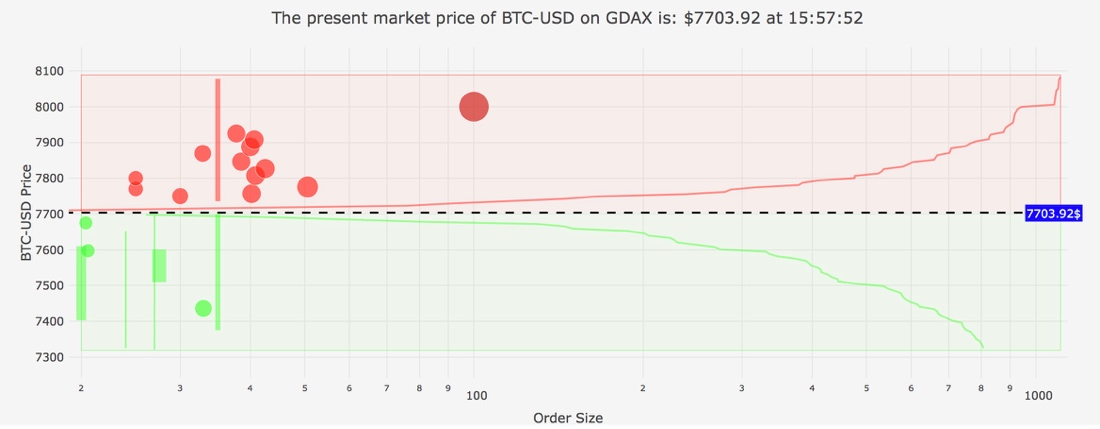 The present market price of BTC-USD on GDAX is: $7703.92 at 15:57:52
BTC-USD Price
8100
8000
7900
7800
7700
7600
7500
7400
7300
7703.92$
2 3 4 5 6 7 8 9 100 2 3 4 5 6 7 8 9 1000
Order Size